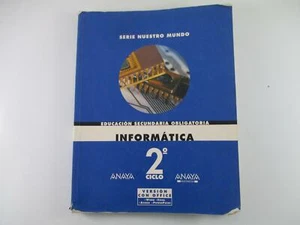 SERIE NUESTRO MUNDO
EDUCACIÓN SECUNDARIA OBLIGATORIA
INFORMÁTICA
2º
CICLO
ANAYA
ANAYA
VERSIÓN
CON OFFICE